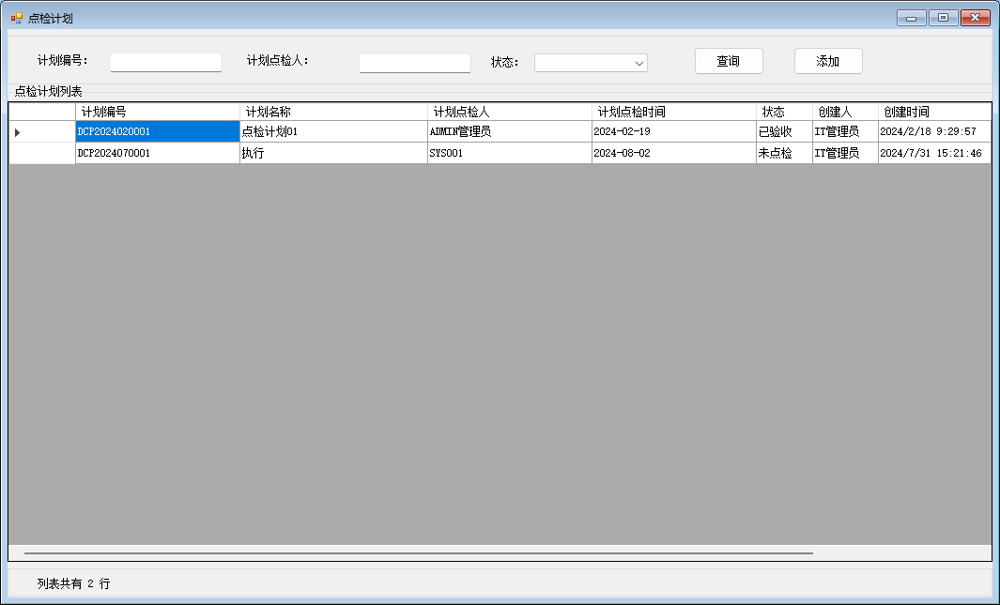 点检计划
计划编号: 计划点检人: 状态: 查询 添加
点检计划列表
计划编号 计划名称 计划点检人 计划点检时间 状态 创建人 创建时间
DCP2024020001 点检计划01 ADMIN管理员 2024-02-19 已验收 IT管理员 2024/2/18 9:29:57
DCP2024070001 执行 SYS001 2024-08-02 未点检 IT管理员 2024/7/31 15:21:46
列表共有 2 行